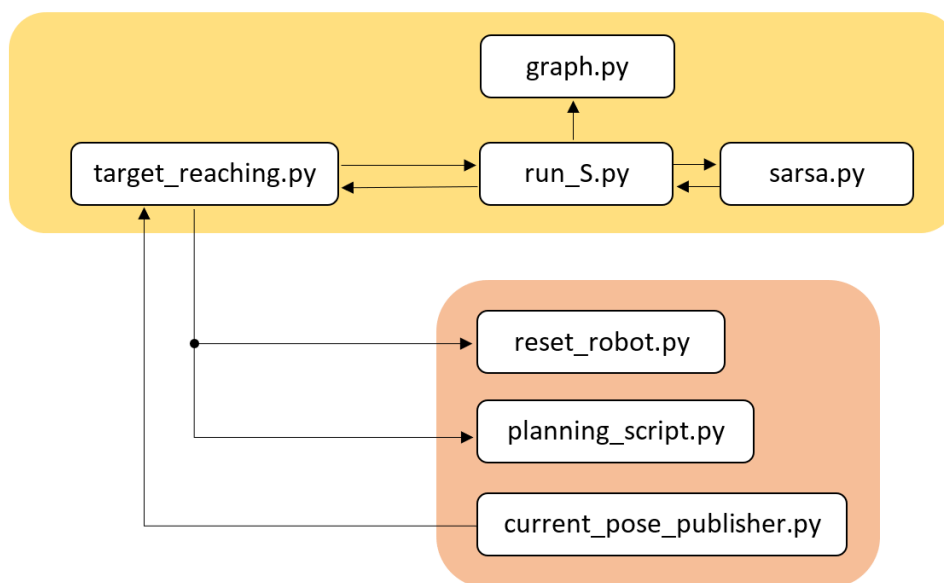 graph.py
target_reaching.py
run_S.py
sarsa.py
reset_robot.py
planning_script.py
current_pose_publisher.py